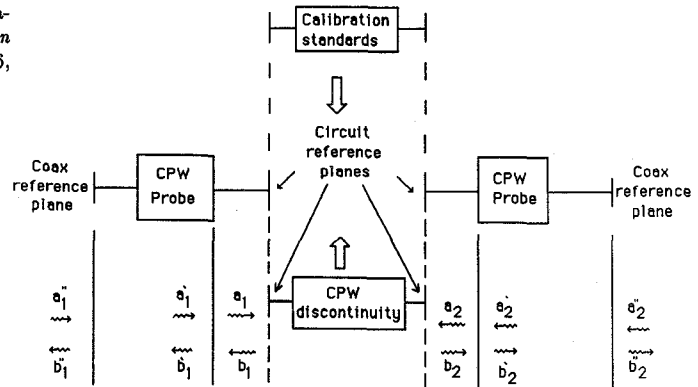 Calibration
standards
n
6,
Circuit
reference
planes
Coax
reference
plane
CPW
Probe
CPW
Probe
Coax
reference
plane
CPW
discontinuity
a₁" a₁' a₁ a₂ a₂' a₂"
b₁" b₁' b₁ b₂ b₂' b₂"